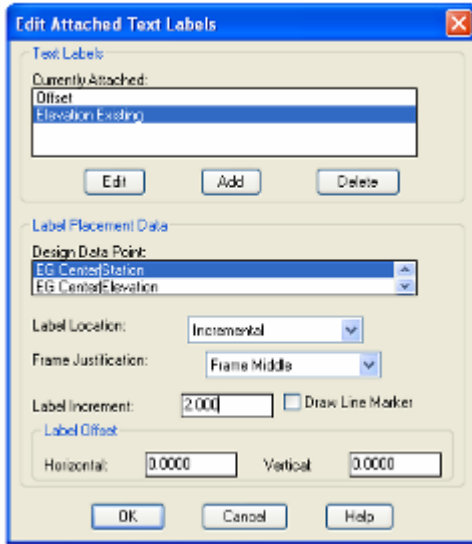 Edit Attached Text Labels
Text Labels
Currently Attached:
Offset
Elevation Existing
Edit Add Delete
Label Placement Data
Design Data Point:
EG Center|Station
EG Center|Elevation
Label Location: Incremental
Frame Justification: Frame Middle
Label Increment: 2.000 Draw Line Marker
Label Offset
Horizontal: 0.0000 Vertical: 0.0000
OK Cancel Help